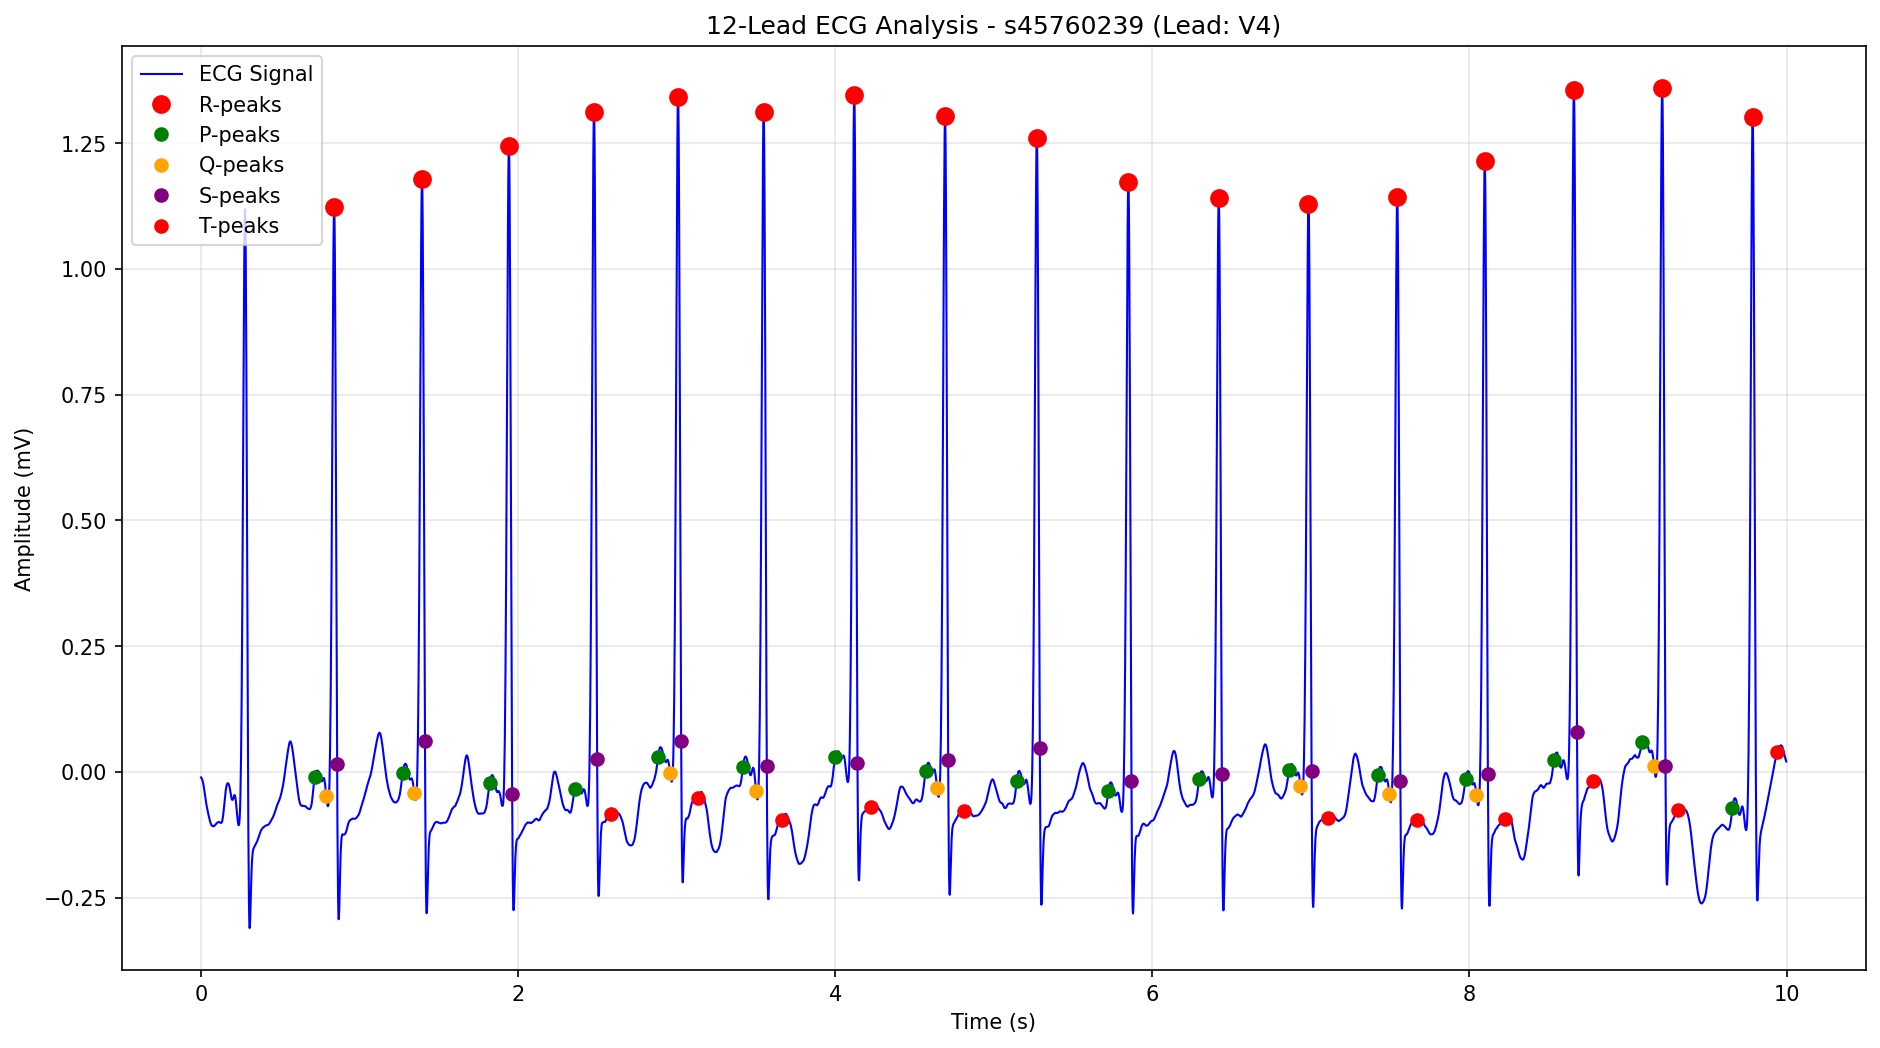 12-Lead ECG Analysis - s45760239 (Lead: V4)
ECG Signal
R-peaks
P-peaks
Q-peaks
S-peaks
T-peaks
1.25
1.00
0.75
0.50
0.25
0.00
−0.25
Amplitude (mV)
0 2 4 6 8 10
Time (s)